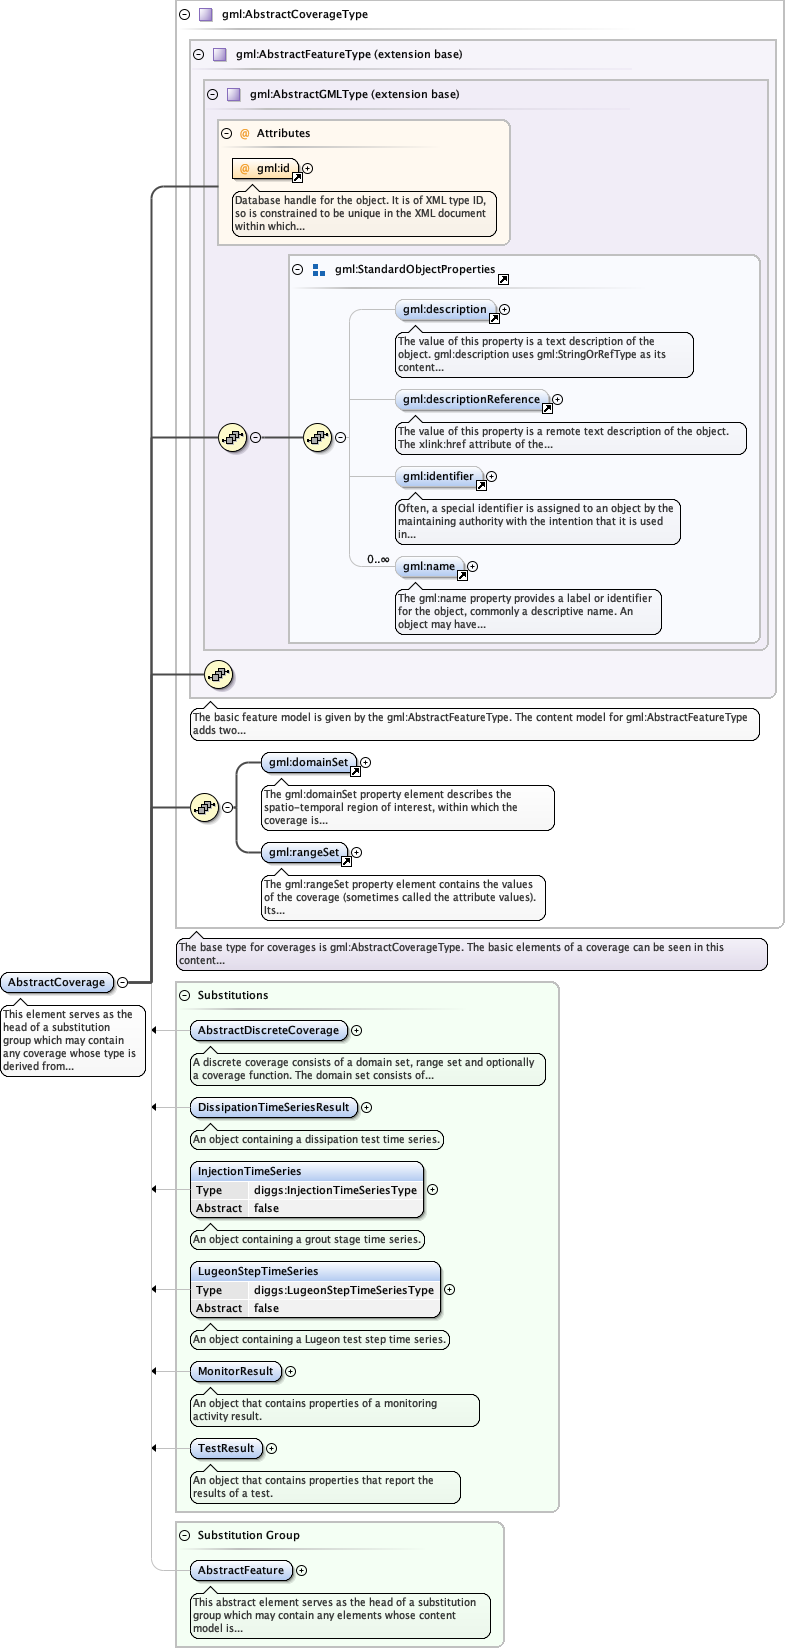 gml:AbstractCoverageType
gml:AbstractFeatureType (extension base)
gml:AbstractGMLType (extension base)
@ Attributes
@ gml:id
Database handle for the object. It is of XML type ID,
so is constrained to be unique in the XML document
within which...
gml:StandardObjectProperties
gml:description
The value of this property is a text description of the
object. gml:description uses gml:StringOrRefType as its
content...
gml:descriptionReference
The value of this property is a remote text description of the object.
The xlink:href attribute of the...
gml:identifier
Often, a special identifier is assigned to an object by the
maintaining authority with the intention that it is used
in...
0..∞
gml:name
The gml:name property provides a label or identifier
for the object, commonly a descriptive name. An
object may have...
The basic feature model is given by the gml:AbstractFeatureType. The content model for gml:AbstractFeatureType
adds two...
gml:domainSet
The gml:domainSet property element describes the
spatio-temporal region of interest, within which the
coverage is...
gml:rangeSet
The gml:rangeSet property element contains the values
of the coverage (sometimes called the attribute values).
Its...
The base type for coverages is gml:AbstractCoverageType. The basic elements of a coverage can be seen in this
content...
AbstractCoverage
This element serves as the
head of a substitution
group which may contain
any coverage whose type is
derived from...
Substitutions
AbstractDiscreteCoverage
A discrete coverage consists of a domain set, range set and optionally
a coverage function. The domain set consists of...
DissipationTimeSeriesResult
An object containing a dissipation test time series.
InjectionTimeSeries
Type diggs:InjectionTimeSeriesType
Abstract false
An object containing a grout stage time series.
LugeonStepTimeSeries
Type diggs:LugeonStepTimeSeriesType
Abstract false
An object containing a Lugeon test step time series.
MonitorResult
An object that contains properties of a monitoring
activity result.
TestResult
An object that contains properties that report the
results of a test.
Substitution Group
AbstractFeature
This abstract element serves as the head of a substitution
group which may contain any elements whose content
model is...